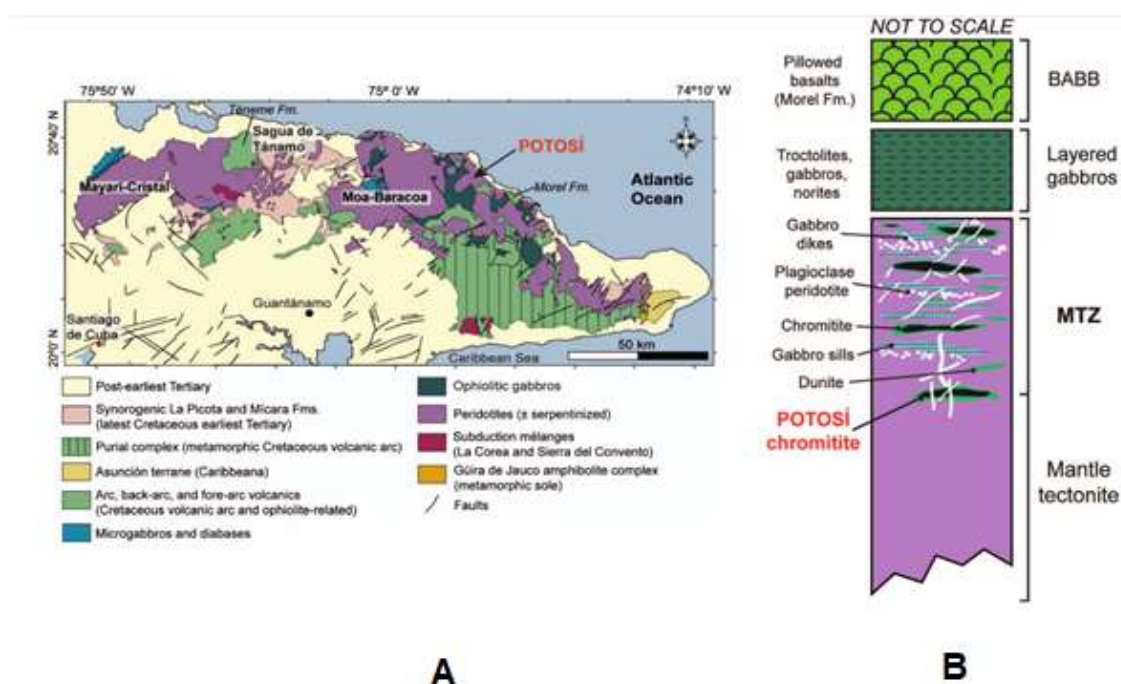 75°50' W
75° 0' W
74°10' W
20°40' N
20°0' N
Téneme Fm.
Sagua de
Tánamo
POTOSÍ
Mayarí-Cristal
Moa-Baracoa
Morel Fm.
Atlantic
Ocean
Guantánamo
Santiago
de Cuba
Caribbean Sea
50 km
Post-earliest Tertiary
Synorogenic La Picota and Mícara Fms.
(latest Cretaceous earliest Tertiary)
Purial complex (metamorphic Cretaceous volcanic arc)
Asunción terrane (Caribbeana)
Arc, back-arc, and fore-arc volcanics
(Cretaceous volcanic arc and ophiolite-related)
Microgabbros and diabases
Ophiolitic gabbros
Peridotites (± serpentinized)
Subduction mélanges
(La Corea and Sierra del Convento)
Güira de Jauco amphibolite complex
(metamorphic sole)
Faults
A
NOT TO SCALE
Pillowed
basalts
(Morel Fm.)
BABB
Troctolites,
gabbros,
norites
Layered
gabbros
Gabbro
dikes
Plagioclase
peridotite
Chromitite
Gabbro sills
Dunite
MTZ
POTOSÍ
chromitite
Mantle
tectonite
B